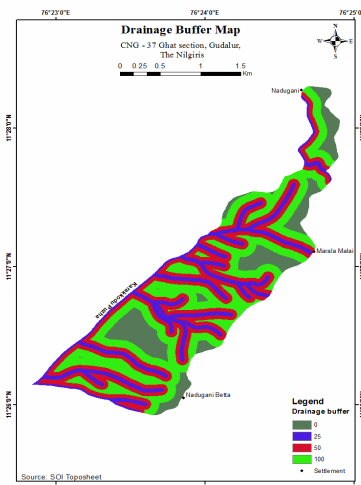 76°23'0"E 76°24'0"E 76°25'0"E
Drainage Buffer Map
CNG - 37 Ghat section, Gudalur,
The Nilgiris
N
W E
S
0 0.25 0.5 1 1.5
Km
Nadugani
11°28'0"N
Marala Malai
11°27'0"N
Nadugani Betta
11°26'0"N
Legend
Drainage buffer
0
25
50
100
Settlement
Source: SOI Toposheet